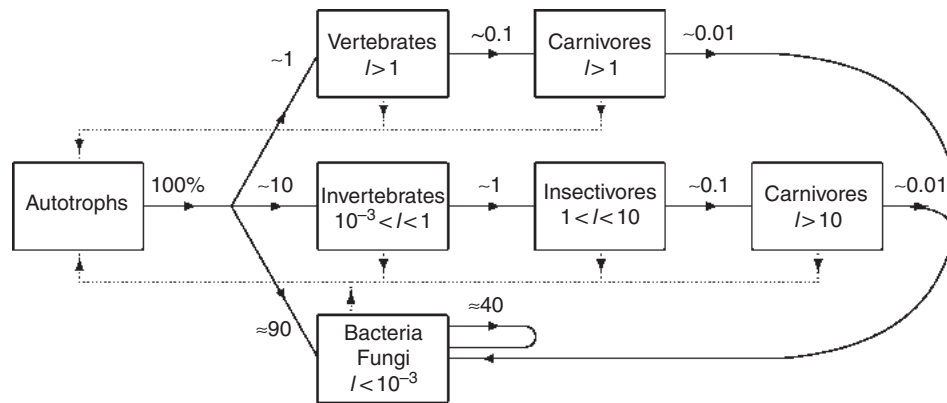 Vertebrates
l > 1
~0.1
Carnivores
l > 1
~0.01
~1
Autotrophs
100%
~10
Invertebrates
10⁻³ < l < 1
~1
Insectivores
1 < l < 10
~0.1
Carnivores
l > 10
~0.01
≈90
Bacteria
Fungi
l < 10⁻³
≈40